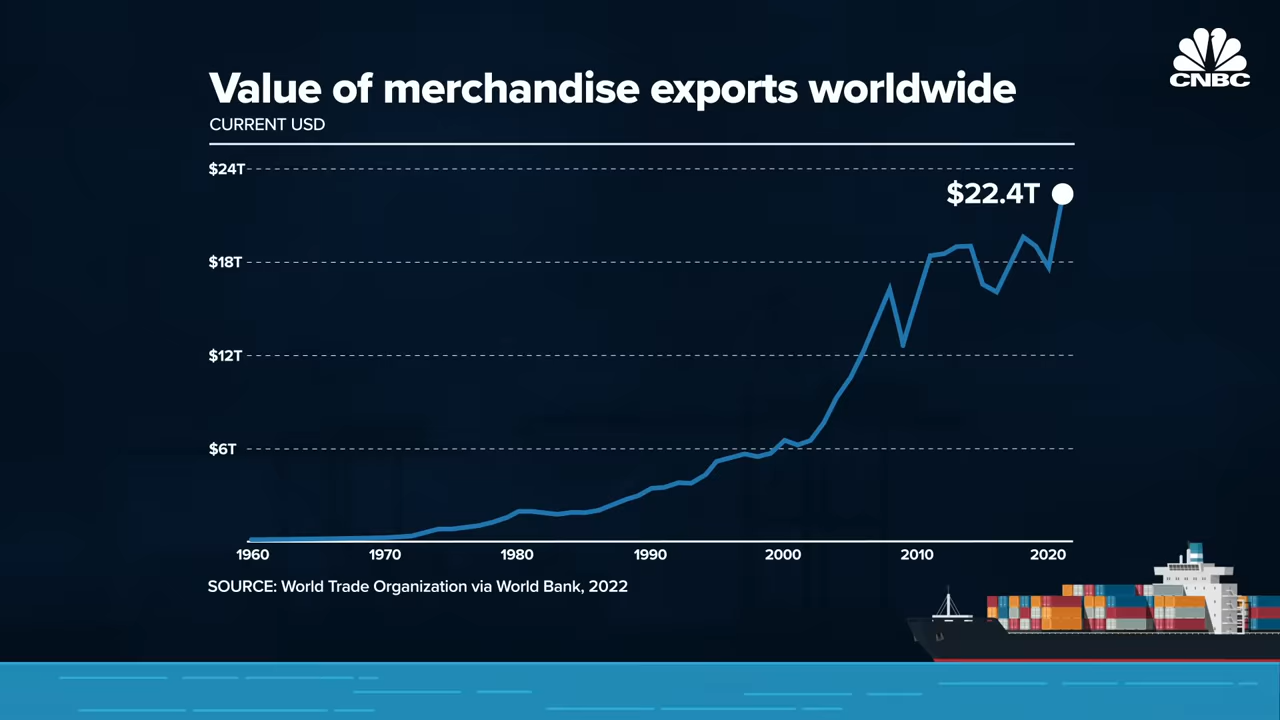 CNBC
Value of merchandise exports worldwide
CURRENT USD
$24T
$22.4T
$18T
$12T
$6T
1960 1970 1980 1990 2000 2010 2020
SOURCE: World Trade Organization via World Bank, 2022